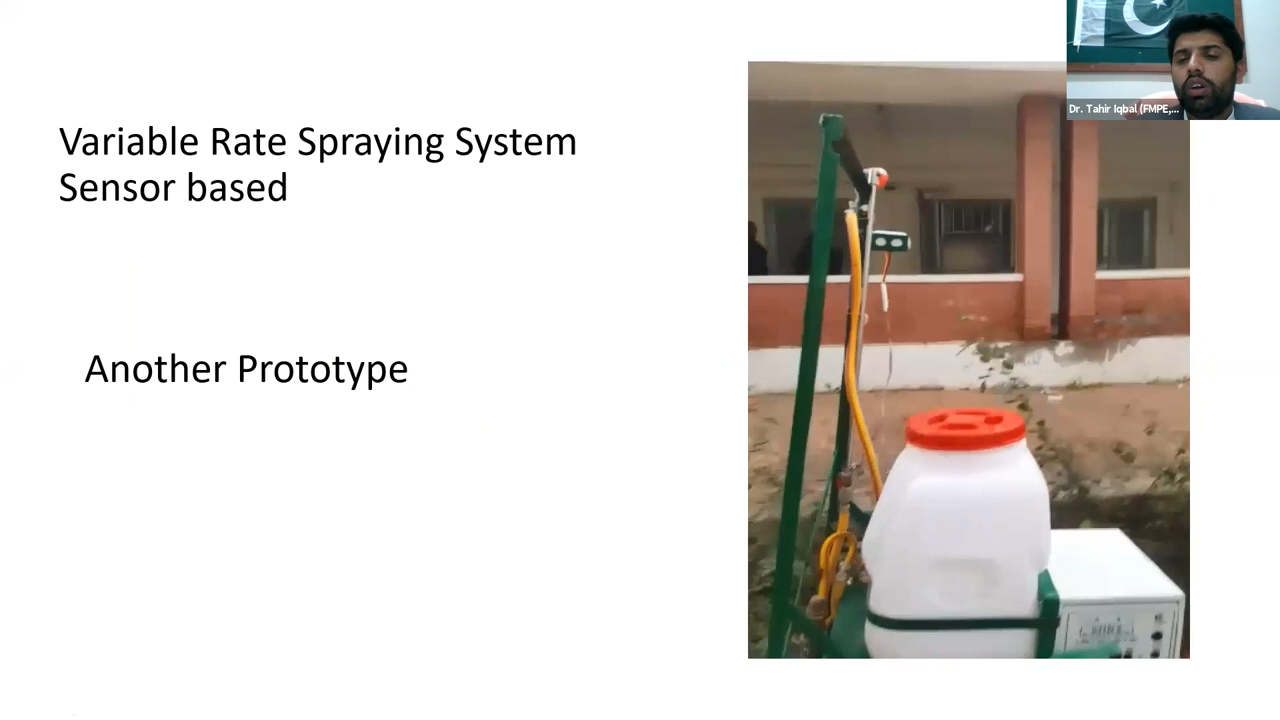 Variable Rate Spraying System
Sensor based
Another Prototype
Dr. Tahir Iqbal (FMPE,...